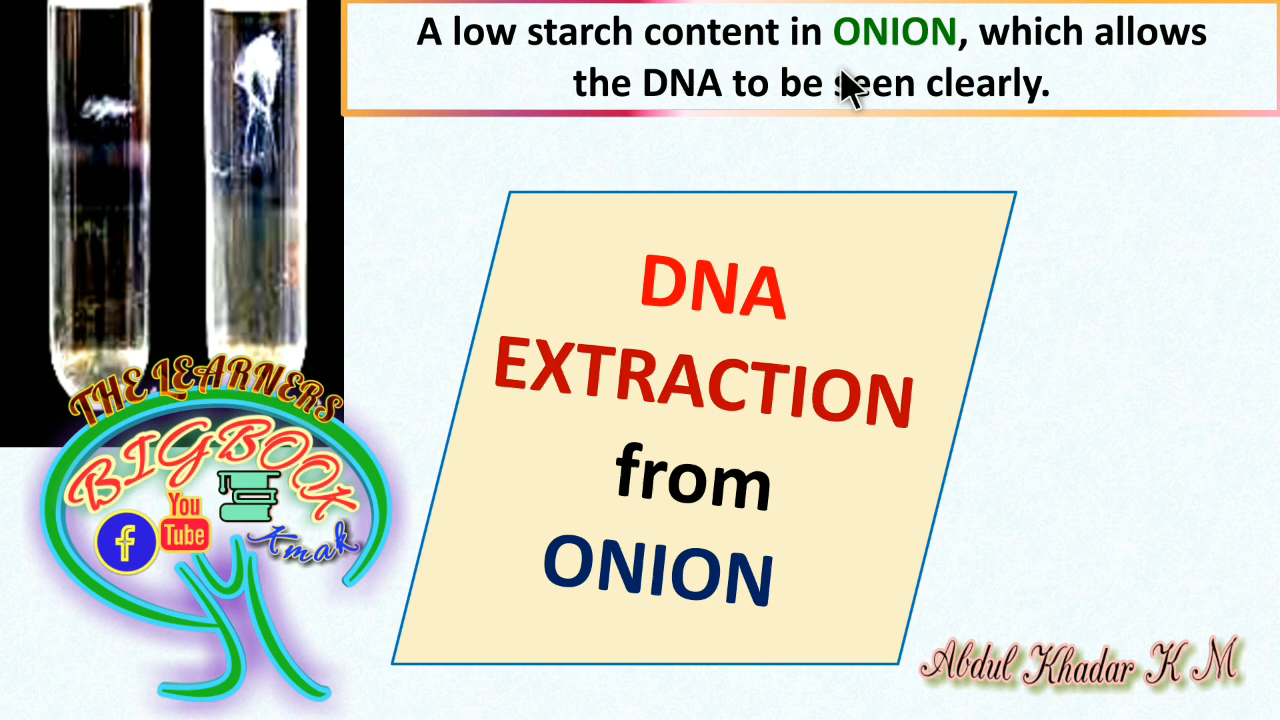 A low starch content in ONION, which allows
the DNA to be seen clearly.
DNA
EXTRACTION
from
ONION
THE LEARNERS
BIGBOOK
You
Tube
f
Kmak
Abdul Khadar K M